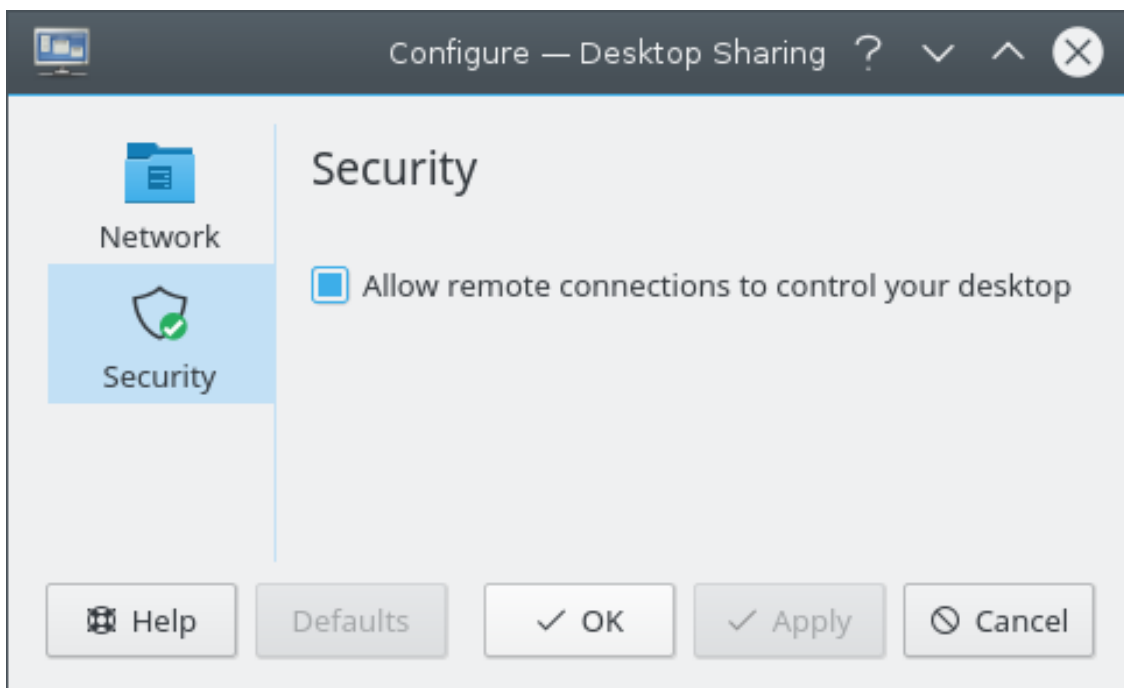 Configure — Desktop Sharing
Network
Security
Security
Allow remote connections to control your desktop
Help
Defaults
OK
Apply
Cancel